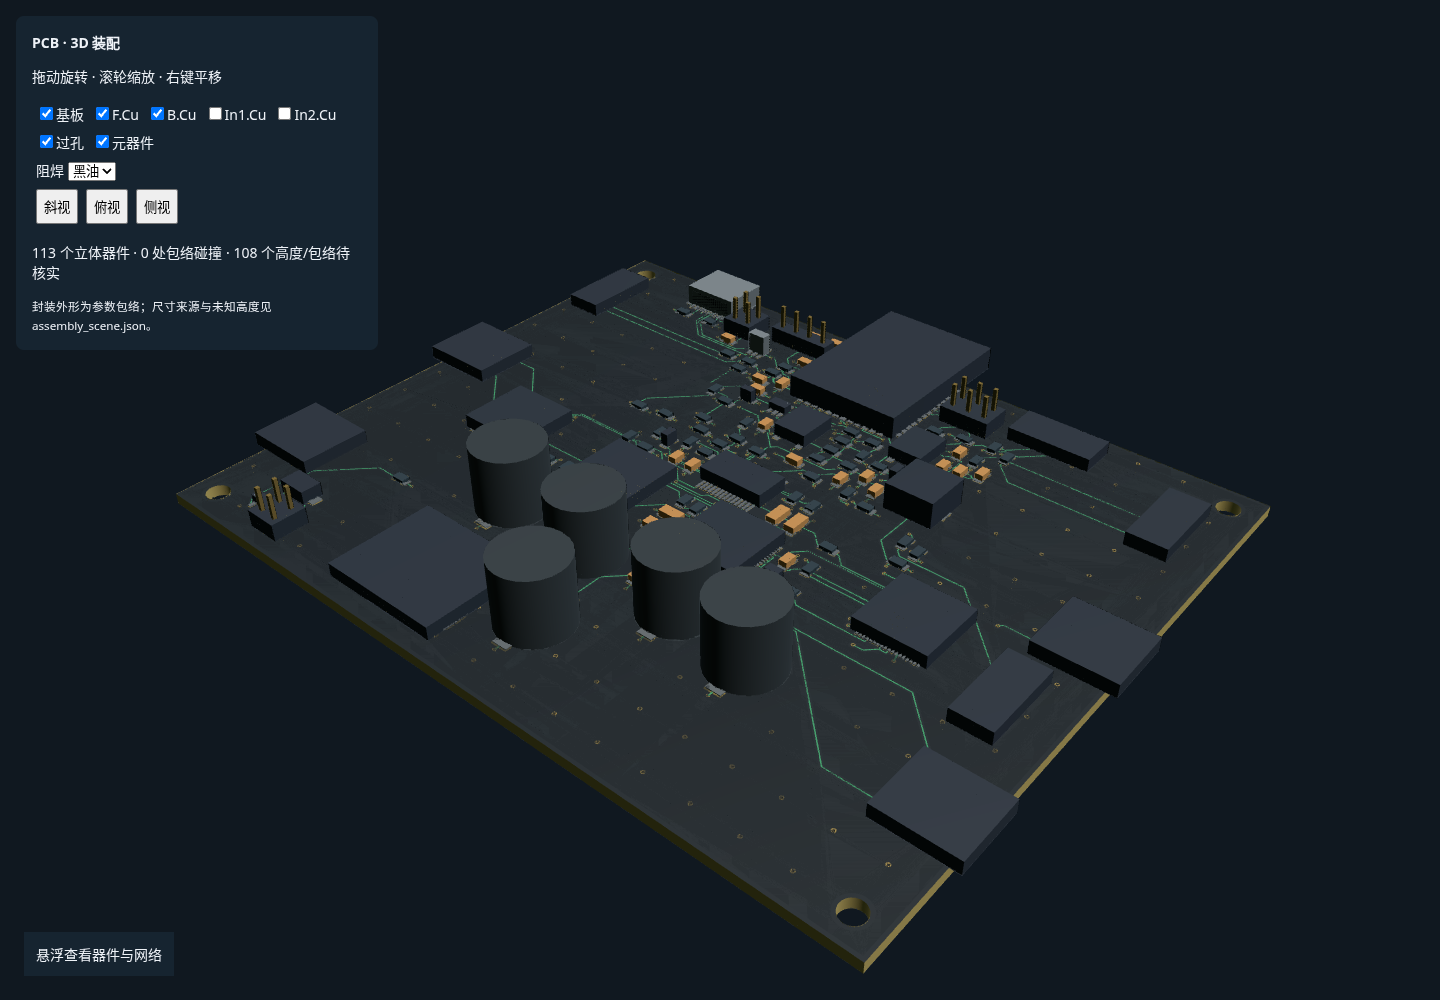 PCB · 3D 装配
拖动旋转 · 滚轮缩放 · 右键平移
基板 F.Cu B.Cu In1.Cu In2.Cu
过孔 元器件
阻焊 黑油
斜视 俯视 侧视
113 个立体器件 · 0 处包络碰撞 · 108 个高度/包络待
核实
封装外形为参数包络；尺寸来源与未知高度见
assembly_scene.json。
悬浮查看器件与网络